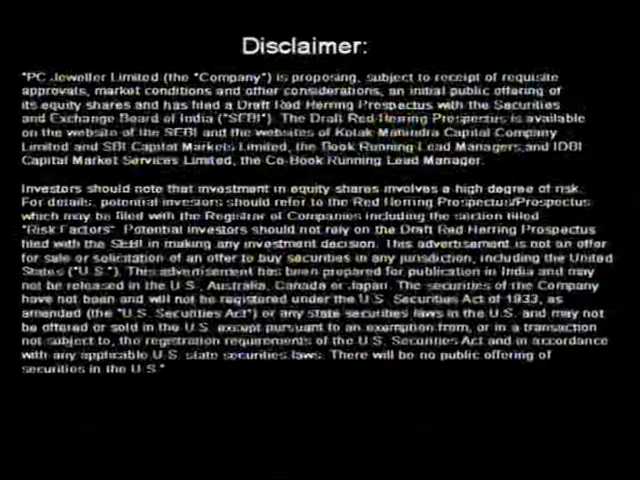 Disclaimer:
"PC Jeweller Limited (the "Company") is proposing, subject to receipt of requisite
approvals, market conditions and other considerations, an initial public offering of
its equity shares and has filed a Draft Red Herring Prospectus with the Securities
and Exchange Board of India ("SEBI"). The Draft Red Herring Prospectus is available
on the website of the SEBI and the websites of Kotak Mahindra Capital Company
Limited and SBI Capital Markets Limited, the Book Running Lead Managers,and IDBI
Capital Market Services Limited, the Co-Book Running Lead Manager.
Investors should note that investment in equity shares involves a high degree of risk.
For details, potential investors should refer to the Red Herring Prospectus/Prospectus
which may be filed with the Registrar of Companies including the section titled
"Risk Factors". Potential investors should not rely on the Draft Red Herring Prospectus
filed with the SEBI in making any investment decision. This advertisement is not an offer
for sale or solicitation of an offer to buy securities in any jurisdiction, including the United
States ("U.S."). This advertisement has been prepared for publication in India and may
not be released in the U.S., Australia, Canada or Japan. The securities of the Company
have not been and will not be registered under the U.S. Securities Act of 1933, as
amended (the "U.S. Securities Act") or any state securities laws in the U.S. and may not
be offered or sold in the U.S. except pursuant to an exemption from, or in a transaction
not subject to, the registration requirements of the U.S. Securities Act and in accordance
with any applicable U.S. state securities laws. There will be no public offering of
securities in the U.S."